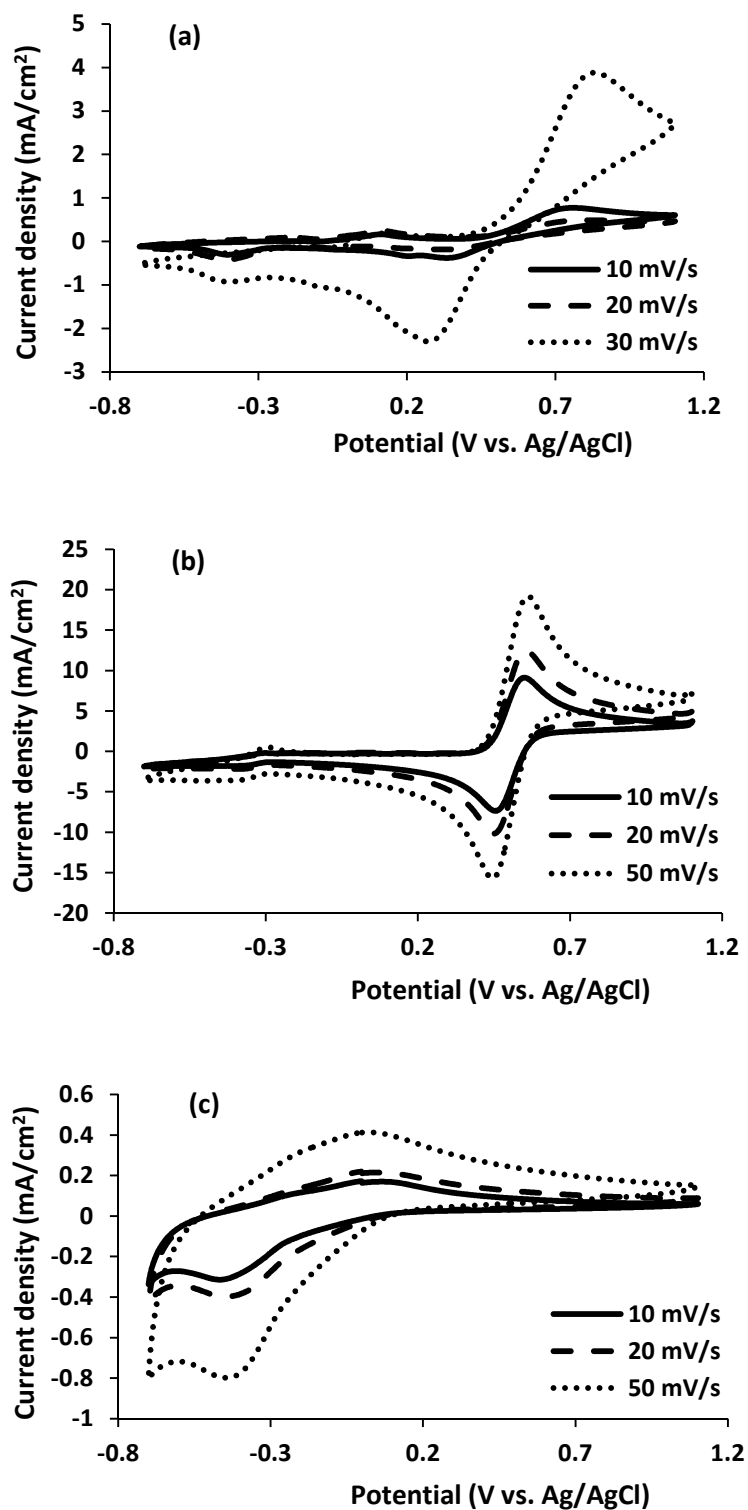 (a)
5
4
3
2
1
0
-1
-2
-3
-0.8 -0.3 0.2 0.7 1.2
Current density (mA/cm²)
Potential (V vs. Ag/AgCl)
10 mV/s
20 mV/s
30 mV/s
(b)
25
20
15
10
5
0
-5
-10
-15
-20
-0.8 -0.3 0.2 0.7 1.2
Current density (mA/cm²)
Potential (V vs. Ag/AgCl)
10 mV/s
20 mV/s
50 mV/s
(c)
0.6
0.4
0.2
0
-0.2
-0.4
-0.6
-0.8
-1
-0.8 -0.3 0.2 0.7 1.2
Current density (mA/cm²)
Potential (V vs. Ag/AgCl)
10 mV/s
20 mV/s
50 mV/s